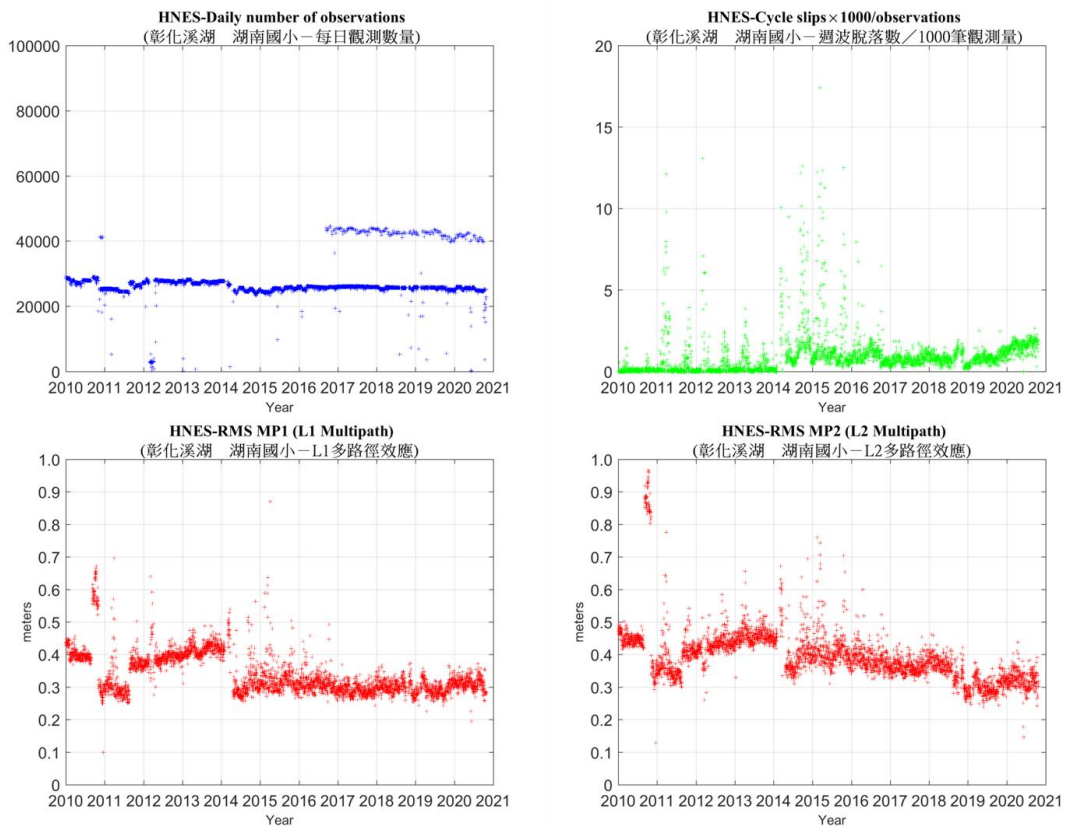 HNES-Daily number of observations
(彰化溪湖　湖南國小－每日觀測數量)
100000
80000
60000
40000
20000
0
2010 2011 2012 2013 2014 2015 2016 2017 2018 2019 2020 2021
Year
HNES-Cycle slips×1000/observations
(彰化溪湖　湖南國小－週波脫落數／1000筆觀測量)
20
15
10
5
0
2010 2011 2012 2013 2014 2015 2016 2017 2018 2019 2020 2021
Year
HNES-RMS MP1 (L1 Multipath)
(彰化溪湖　湖南國小－L1多路徑效應)
meters
1.0
0.9
0.8
0.7
0.6
0.5
0.4
0.3
0.2
0.1
0
2010 2011 2012 2013 2014 2015 2016 2017 2018 2019 2020 2021
Year
HNES-RMS MP2 (L2 Multipath)
(彰化溪湖　湖南國小－L2多路徑效應)
meters
1.0
0.9
0.8
0.7
0.6
0.5
0.4
0.3
0.2
0.1
0
2010 2011 2012 2013 2014 2015 2016 2017 2018 2019 2020 2021
Year